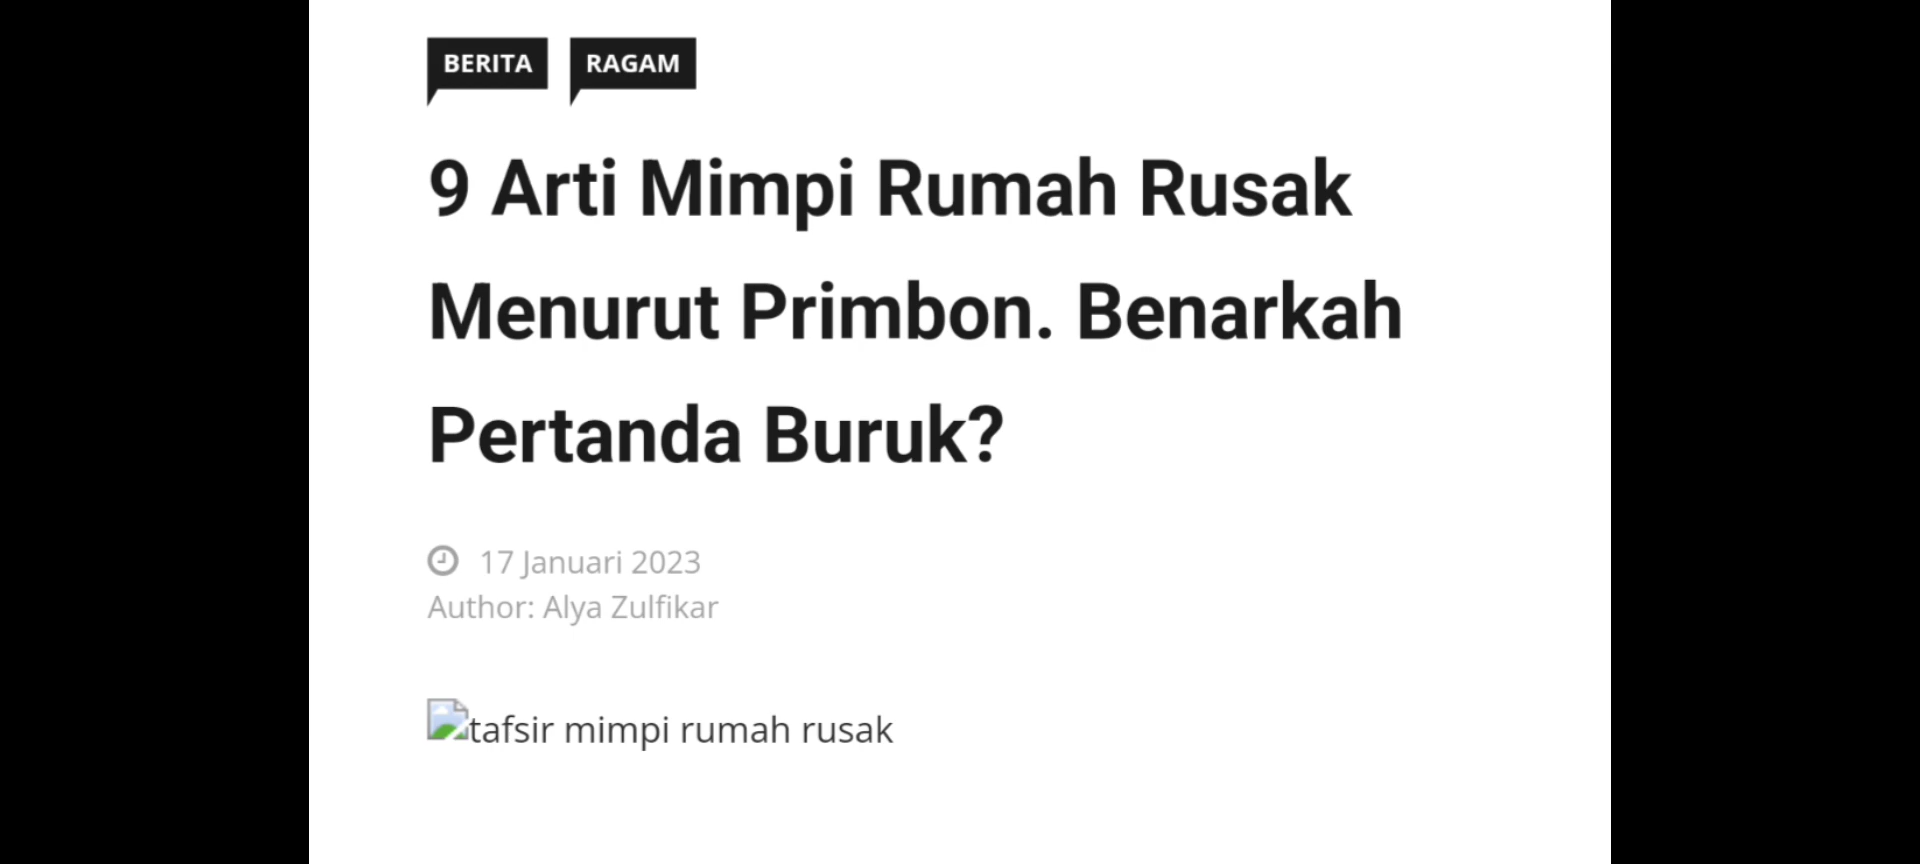 BERITA RAGAM
9 Arti Mimpi Rumah Rusak
Menurut Primbon. Benarkah
Pertanda Buruk?
17 Januari 2023
Author: Alya Zulfikar
tafsir mimpi rumah rusak